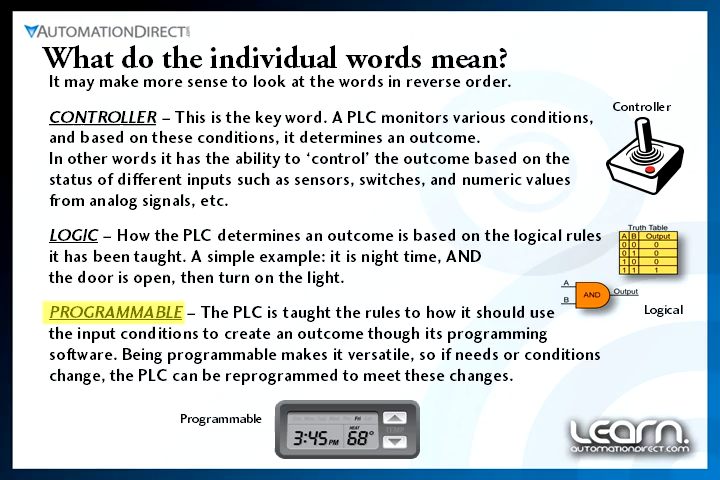 AUTOMATIONDIRECT
What do the individual words mean?
It may make more sense to look at the words in reverse order.
CONTROLLER – This is the key word. A PLC monitors various conditions,
and based on these conditions, it determines an outcome.
In other words it has the ability to ‘control’ the outcome based on the
status of different inputs such as sensors, switches, and numeric values
from analog signals, etc.
Controller
LOGIC – How the PLC determines an outcome is based on the logical rules
it has been taught. A simple example: it is night time, AND
the door is open, then turn on the light.
Truth Table
A B Output
0 0 0
0 1 0
1 0 0
1 1 1
A
B
AND
Output
Logical
PROGRAMMABLE – The PLC is taught the rules to how it should use
the input conditions to create an outcome though its programming
software. Being programmable makes it versatile, so if needs or conditions
change, the PLC can be reprogrammed to meet these changes.
Programmable
Fri
3:45 PM
HEAT
68°
TEMP
LEARN.
automationdirect.com